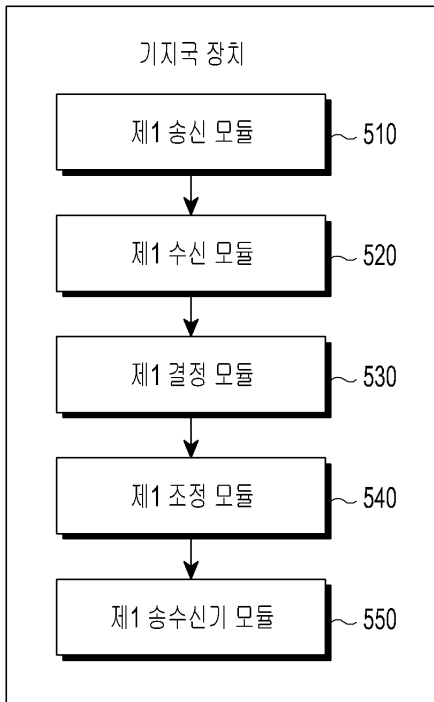 기지국 장치
제1 송신 모듈
510
제1 수신 모듈
520
제1 결정 모듈
530
제1 조정 모듈
540
제1 송수신기 모듈
550